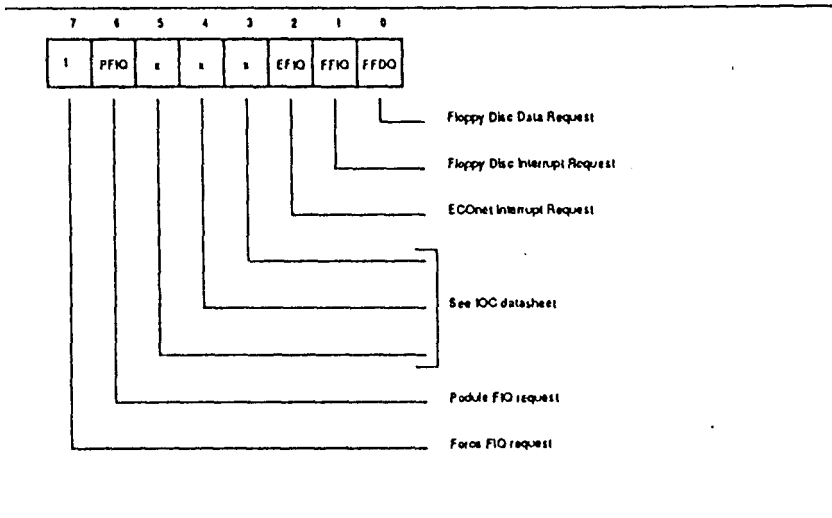 7 6 5 4 3 2 1 0
1 PFIQ x x x EFIQ FFIQ FFDQ
Floppy Disc Data Request
Floppy Disc Interrupt Request
ECOnet Interrupt Request
See IOC datasheet
Podule FIQ request
Force FIQ request